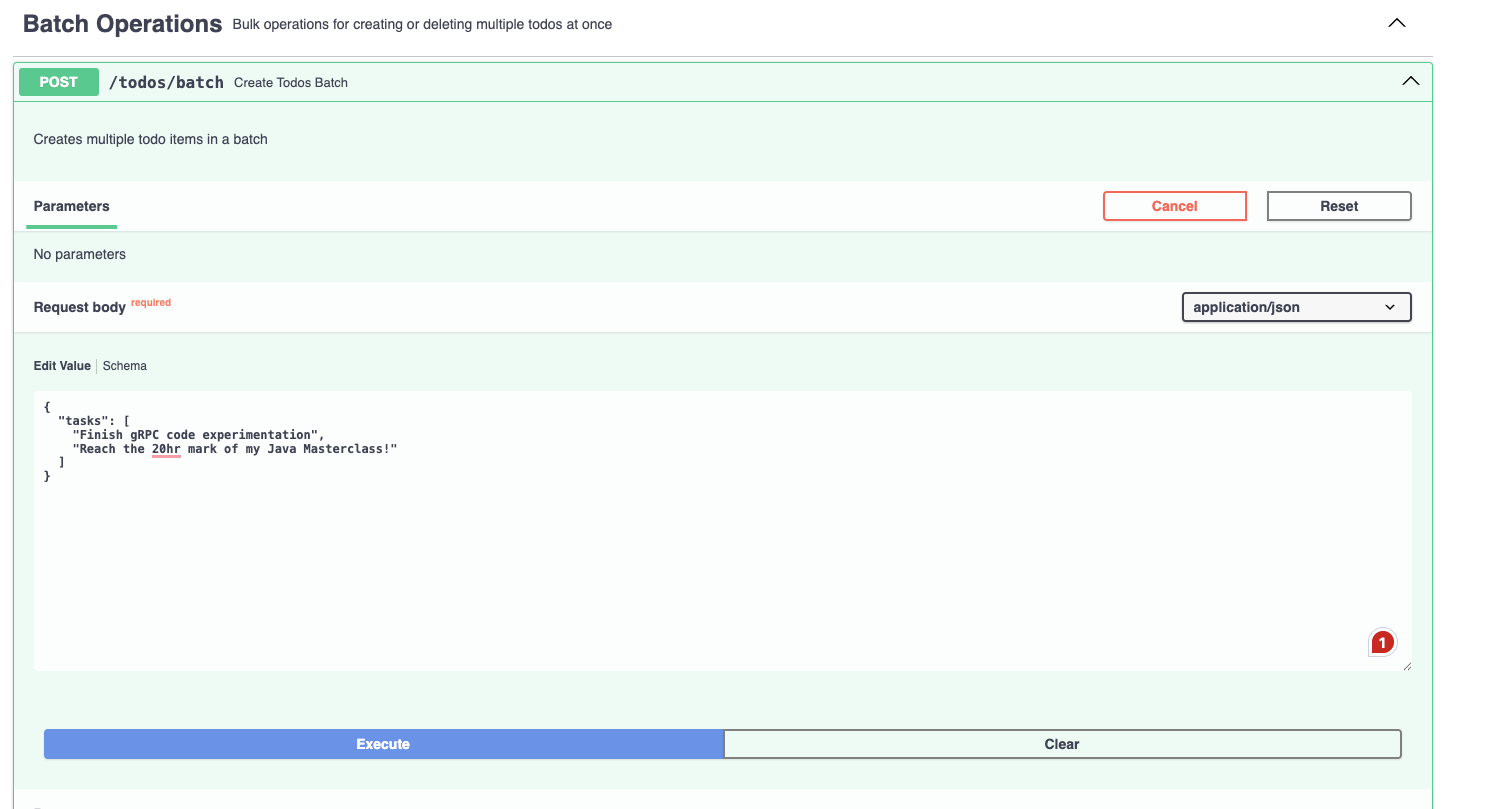 Batch Operations Bulk operations for creating or deleting multiple todos at once
POST /todos/batch Create Todos Batch
Creates multiple todo items in a batch
Parameters Cancel Reset
No parameters
Request body required application/json
Edit Value Schema
{
"tasks": [
"Finish gRPC code experimentation",
"Reach the 20hr mark of my Java Masterclass!"
]
}
1
Execute Clear